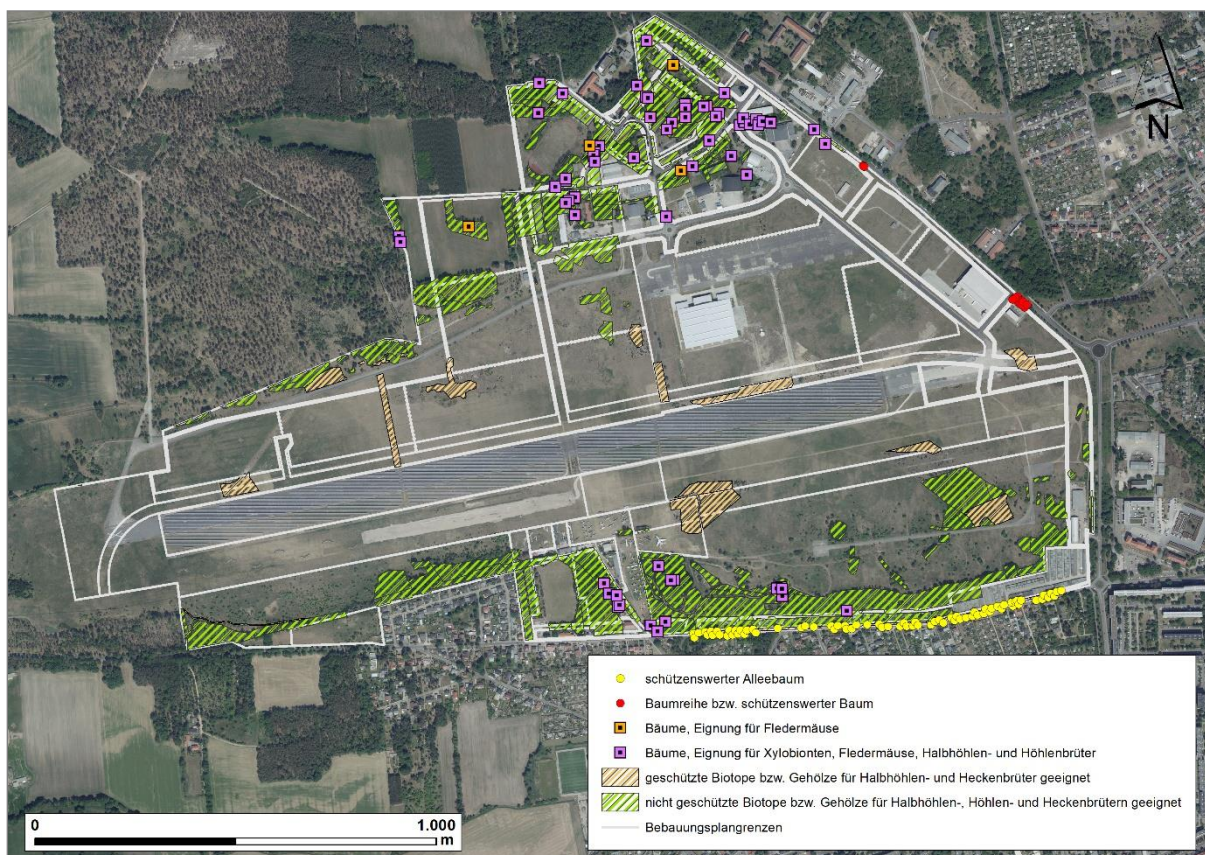 N
schützenswerter Alleebaum
Baumreihe bzw. schützenswerter Baum
Bäume, Eignung für Fledermäuse
Bäume, Eignung für Xylobionten, Fledermäuse, Halbhöhlen- und Höhlenbrüter
geschützte Biotope bzw. Gehölze für Halbhöhlen- und Heckenbrüter geeignet
nicht geschützte Biotope bzw. Gehölze für Halbhöhlen-, Höhlen- und Heckenbrütern geeignet
Bebauungsplangrenzen
0 1.000
m